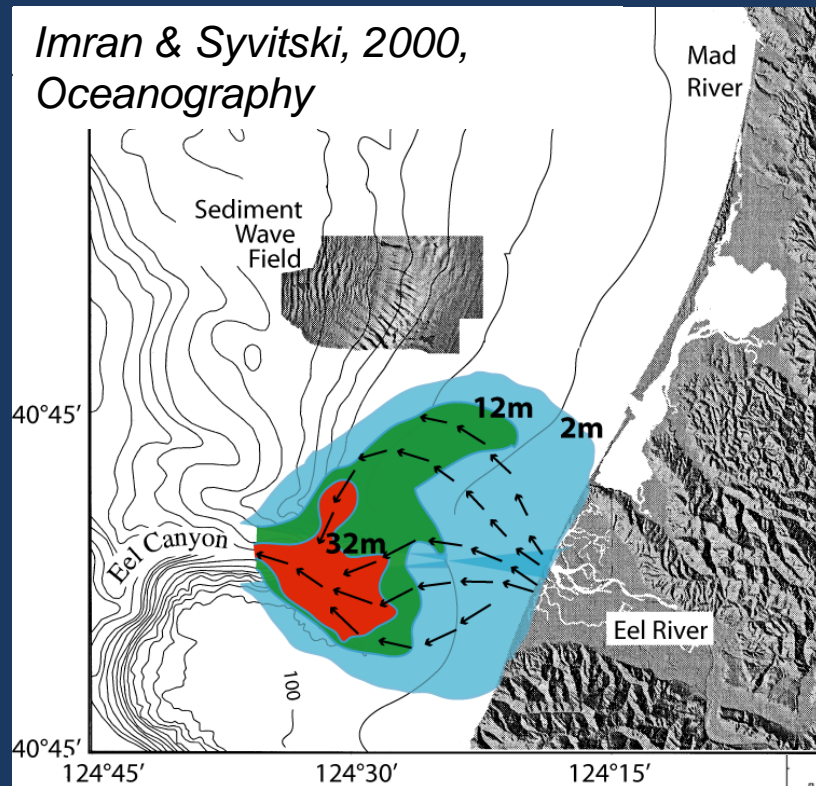 Imran & Syvitski, 2000,
Oceanography
Mad
River
Sediment
Wave
Field
40°45′
12m
2m
32m
Eel Canyon
Eel River
100
40°45′
124°45′
124°30′
124°15′